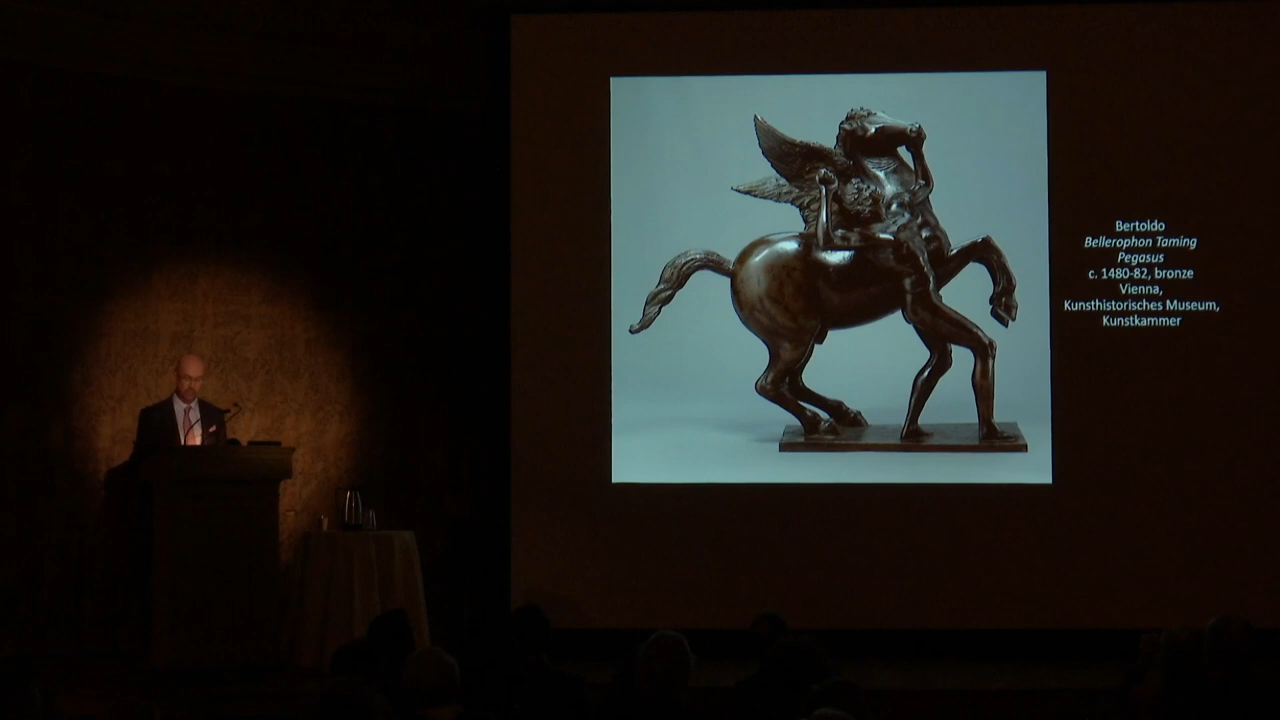 Bertoldo
Bellerophon Taming
Pegasus
c. 1480-82, bronze
Vienna,
Kunsthistorisches Museum,
Kunstkammer